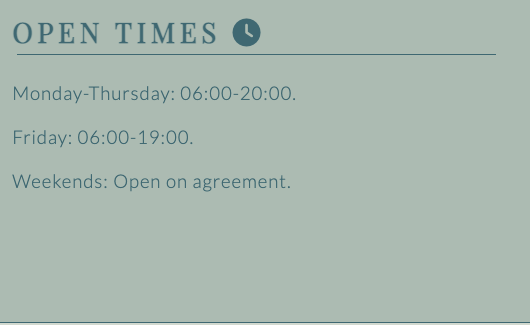 OPEN TIMES
Monday-Thursday: 06:00-20:00.
Friday: 06:00-19:00.
Weekends: Open on agreement.